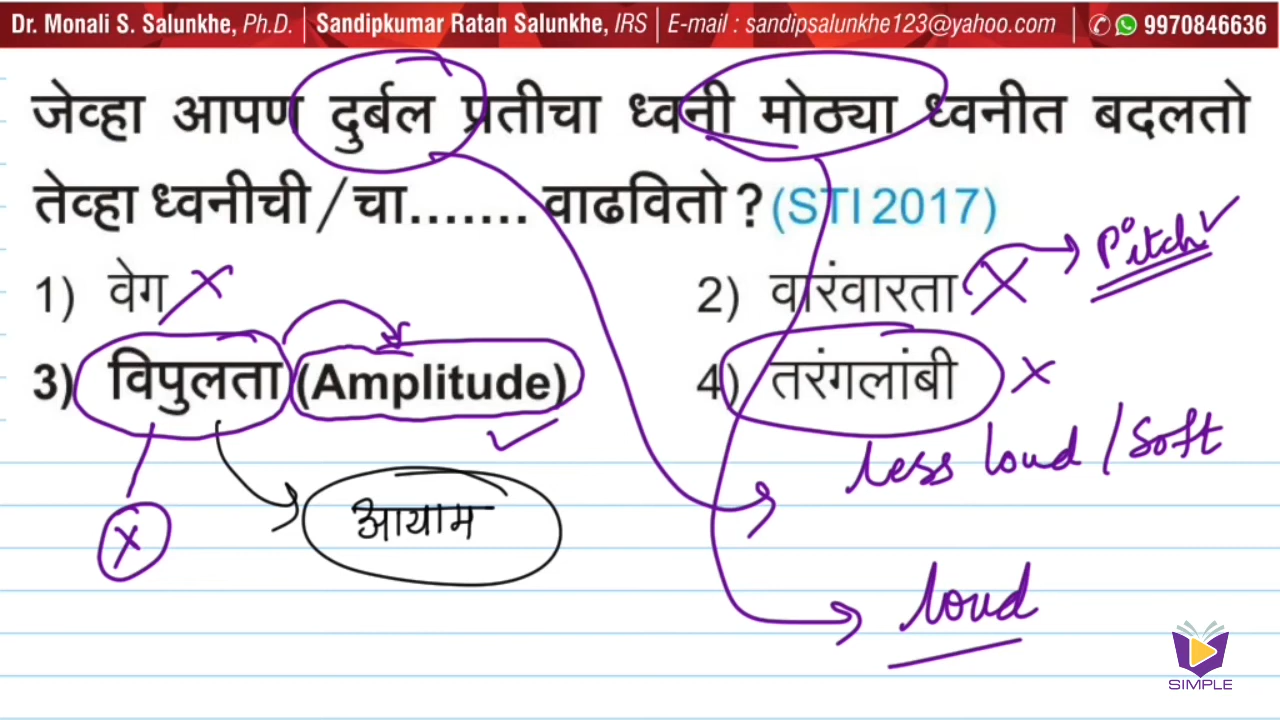 Dr. Monali S. Salunkhe, Ph.D. | Sandipkumar Ratan Salunkhe, IRS | E-mail : sandipsalunkhe123@yahoo.com | 9970846636
जेव्हा आपण दुर्बल प्रतीचा ध्वनी मोठ्या ध्वनीत बदलतो
तेव्हा ध्वनीची/चा....... वाढवितो? (STI 2017)
Pitch
1) वेग
2) वारंवारता
3) विपुलता (Amplitude)
4) तरंगलांबी
less loud / soft
आयाम
loud
SIMPLE